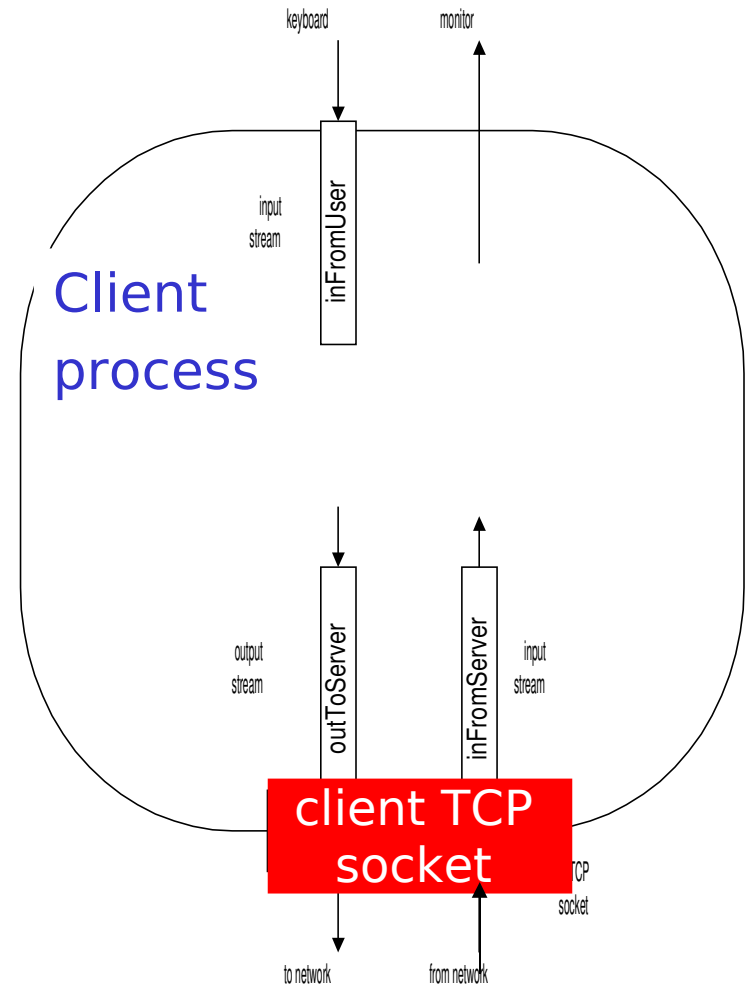 keyboard
monitor
inFromUser
input
stream
Client
process
output
stream
outToServer
inFromServer
input
stream
client TCP
socket
TCP
socket
to network
from network